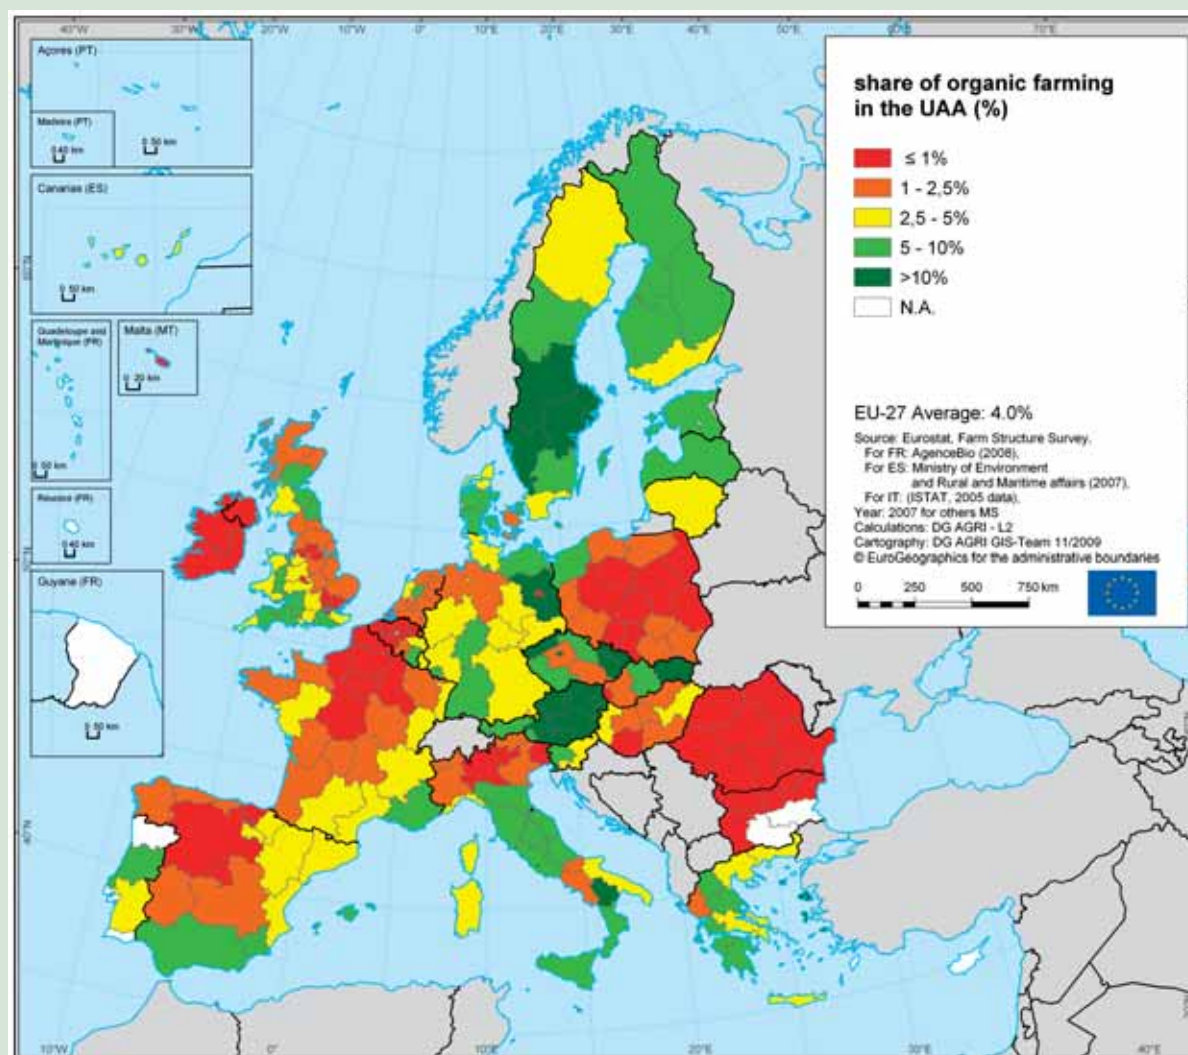 40°W
30°W
20°W
10°W
0°
10°E
20°E
30°E
40°E
60°E
70°E
Açores (PT)
Madeira (PT)
0 40 km
0 50 km
Canarias (ES)
0 50 km
Guadeloupe and
Martinique (FR)
0 50 km
Malta (MT)
0 20 km
Réunion (FR)
0 40 km
Guyane (FR)
0 50 km
share of organic farming
in the UAA (%)
≤ 1%
1 - 2,5%
2,5 - 5%
5 - 10%
>10%
N.A.
EU-27 Average: 4.0%
Source: Eurostat, Farm Structure Survey.
For FR: AgenceBio (2008),
For ES: Ministry of Environment
and Rural and Maritime affairs (2007),
For IT: (ISTAT, 2005 data),
Year: 2007 for others MS
Calculations: DG AGRI - L2
Cartography: DG AGRI GIS-Team 11/2009
© EuroGeographics for the administrative boundaries
0 250 500 750 km
40°N
10°W
0°
10°E
20°E
30°E
40°E